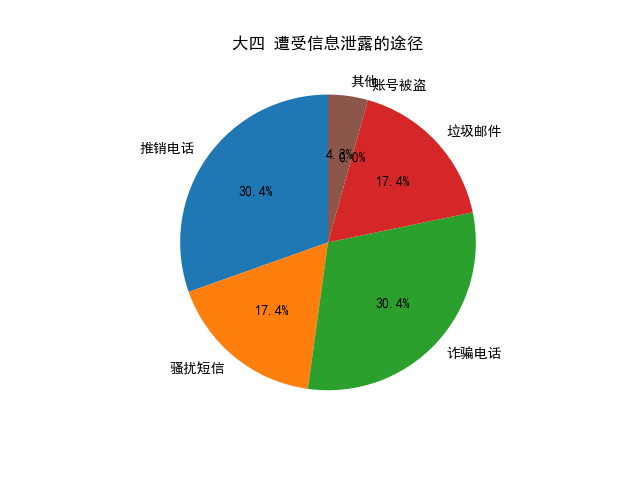 大四 遭受信息泄露的途径
其他
账号被盗
垃圾邮件
推销电话
4.3%
0.0%
17.4%
30.4%
17.4%
30.4%
骚扰短信
诈骗电话